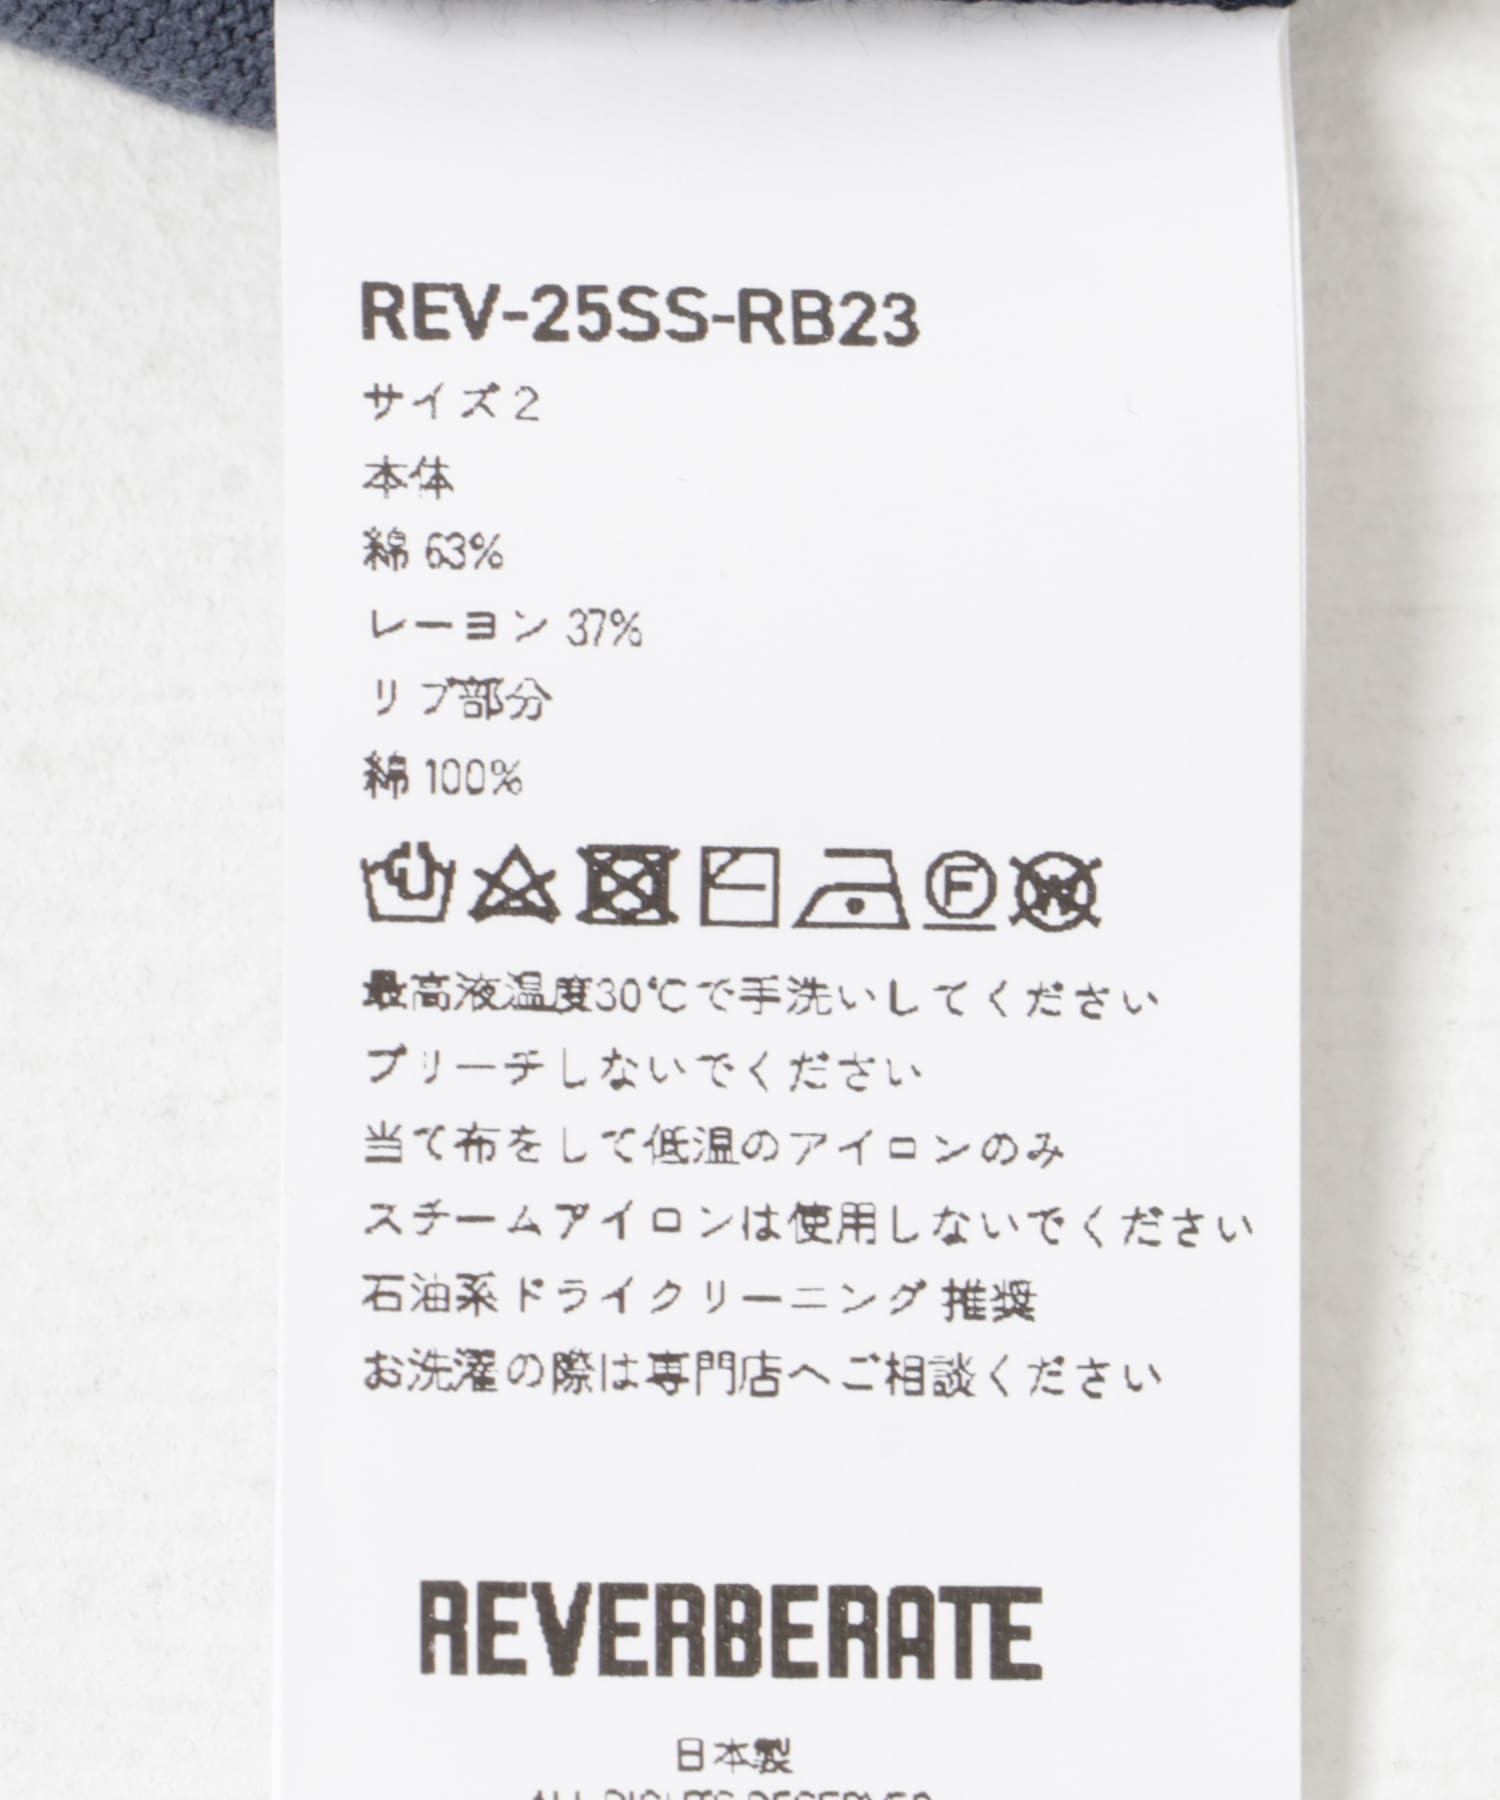 REV-25SS-RB23
サイズ2
本体
綿 63%
レーヨン 37%
リブ部分
綿 100%
F W
最高液温度30℃で手洗いしてください
ブリーチしないでください
当て布をして低温のアイロンのみ
スチームアイロンは使用しないでください
石油系ドライクリーニング 推奨
お洗濯の際は専門店へご相談ください
REVERBERATE
日本製
ALL RIGHTS RESERVED